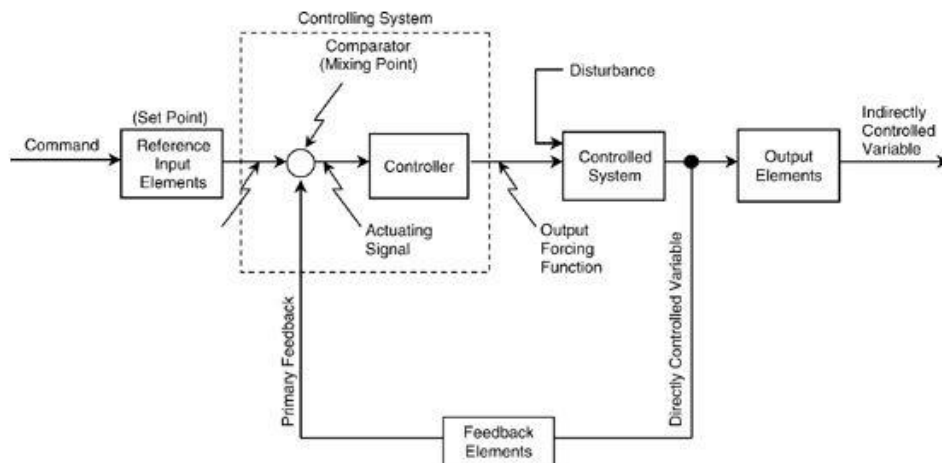 Controlling System
Comparator
(Mixing Point)
Disturbance
Indirectly
Controlled
Variable
(Set Point)
Command
Reference
Input
Elements
Controller
Controlled
System
Output
Elements
Actuating
Signal
Output
Forcing
Function
Primary Feedback
Directly Controlled Variable
Feedback
Elements